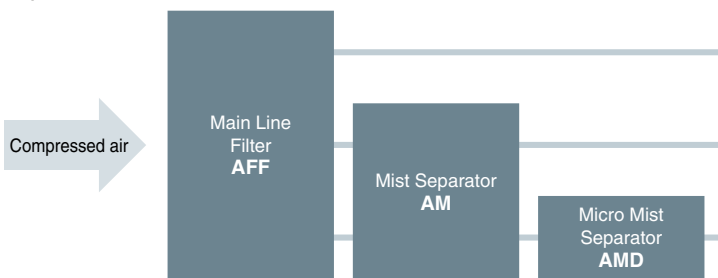 Compressed air
Main Line
Filter
AFF
Mist Separator
AM
Micro Mist
Separator
AMD